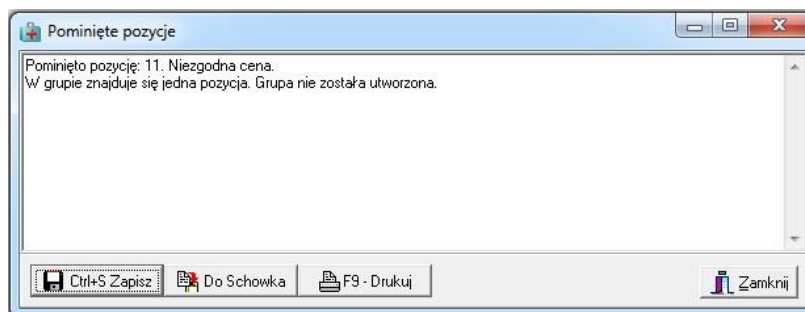 Pominięte pozycje
Pominięto pozycję: 11. Niezgodna cena.
W grupie znajduje się jedna pozycja. Grupa nie została utworzona.
Ctrl+S Zapisz Do Schowka F9 - Drukuj Zamknij